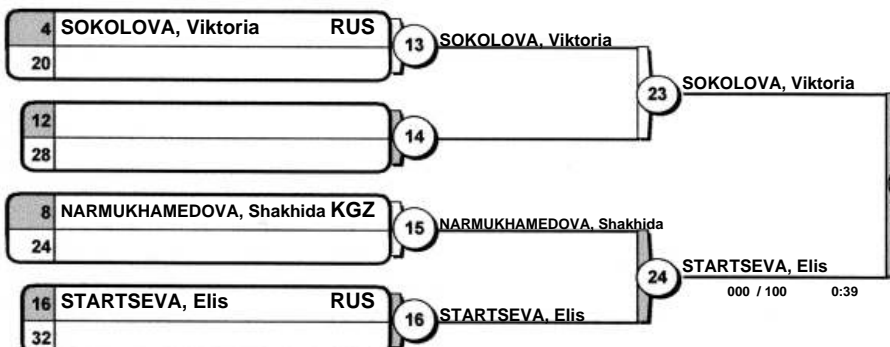 4 SOKOLOVA, Viktoria RUS
20
13 SOKOLOVA, Viktoria
23 SOKOLOVA, Viktoria
12
28
14
8 NARMUKHAMEDOVA, Shakhida KGZ
24
15 NARMUKHAMEDOVA, Shakhida
24 STARTSEVA, Elis
000 / 100 0:39
16 STARTSEVA, Elis RUS
32
16 STARTSEVA, Elis